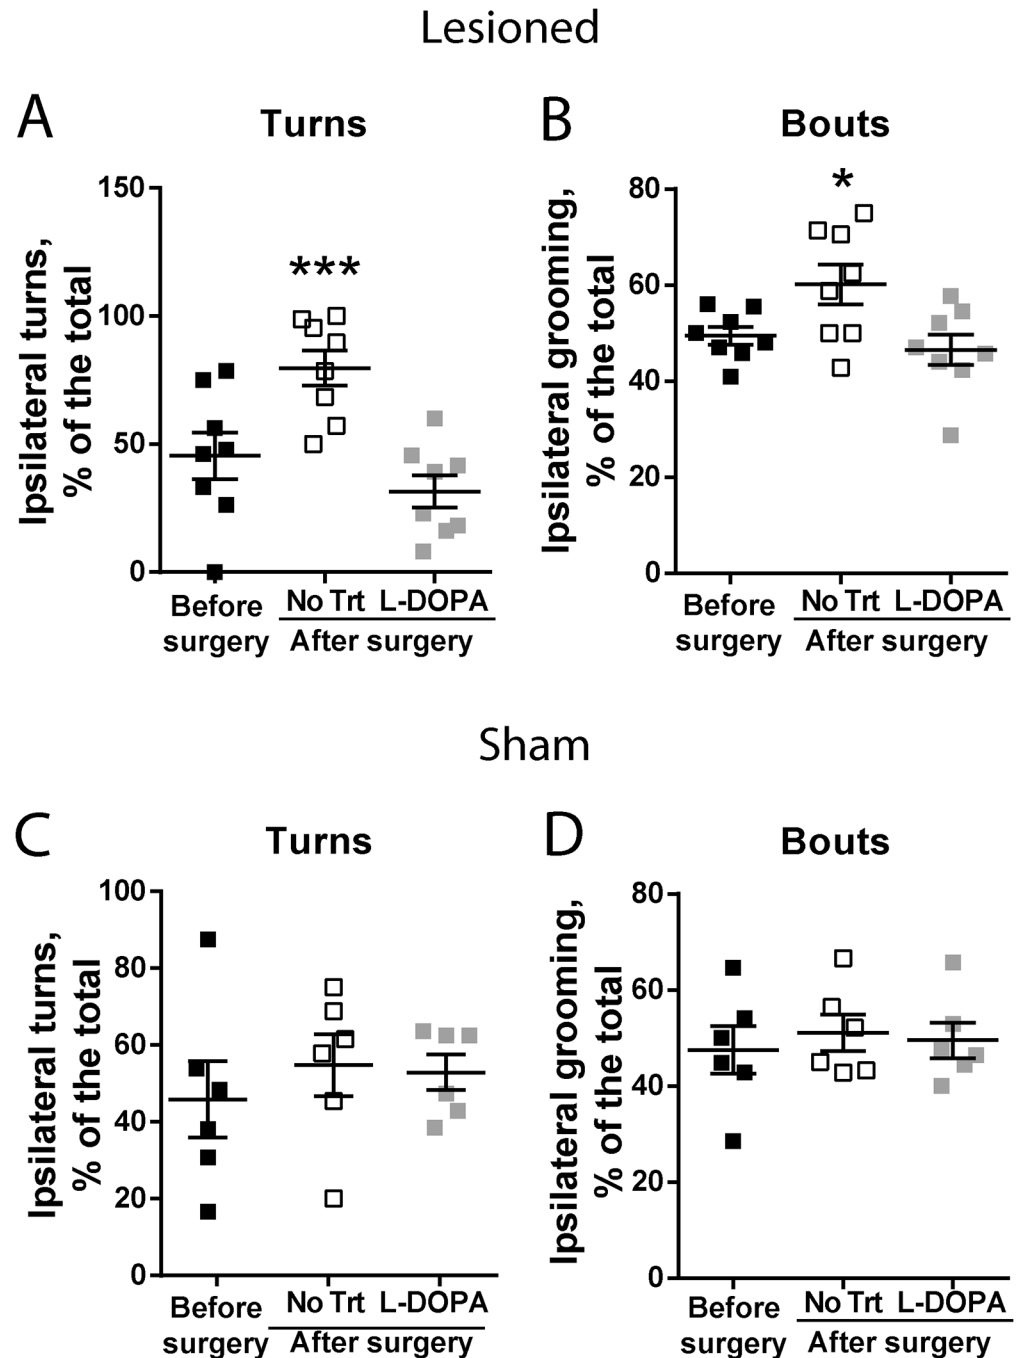 Lesioned
A
Turns
Ipsilateral turns,
% of the total
150
100
50
0
***
Before
surgery
No Trt
L-DOPA
After surgery
B
Bouts
Ipsilateral grooming,
% of the total
80
60
40
20
0
*
Before
surgery
No Trt
L-DOPA
After surgery
Sham
C
Turns
Ipsilateral turns,
% of the total
100
80
60
40
20
0
Before
surgery
No Trt
L-DOPA
After surgery
D
Bouts
Ipsilateral grooming,
% of the total
80
60
40
20
0
Before
surgery
No Trt
L-DOPA
After surgery